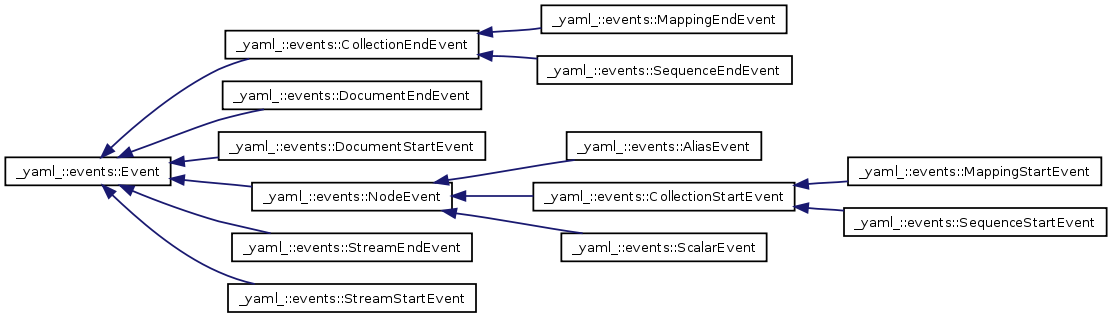 _yaml_::events::MappingEndEvent
_yaml_::events::CollectionEndEvent
_yaml_::events::SequenceEndEvent
_yaml_::events::DocumentEndEvent
_yaml_::events::DocumentStartEvent
_yaml_::events::AliasEvent
_yaml_::events::Event
_yaml_::events::MappingStartEvent
_yaml_::events::NodeEvent
_yaml_::events::CollectionStartEvent
_yaml_::events::SequenceStartEvent
_yaml_::events::StreamEndEvent
_yaml_::events::ScalarEvent
_yaml_::events::StreamStartEvent